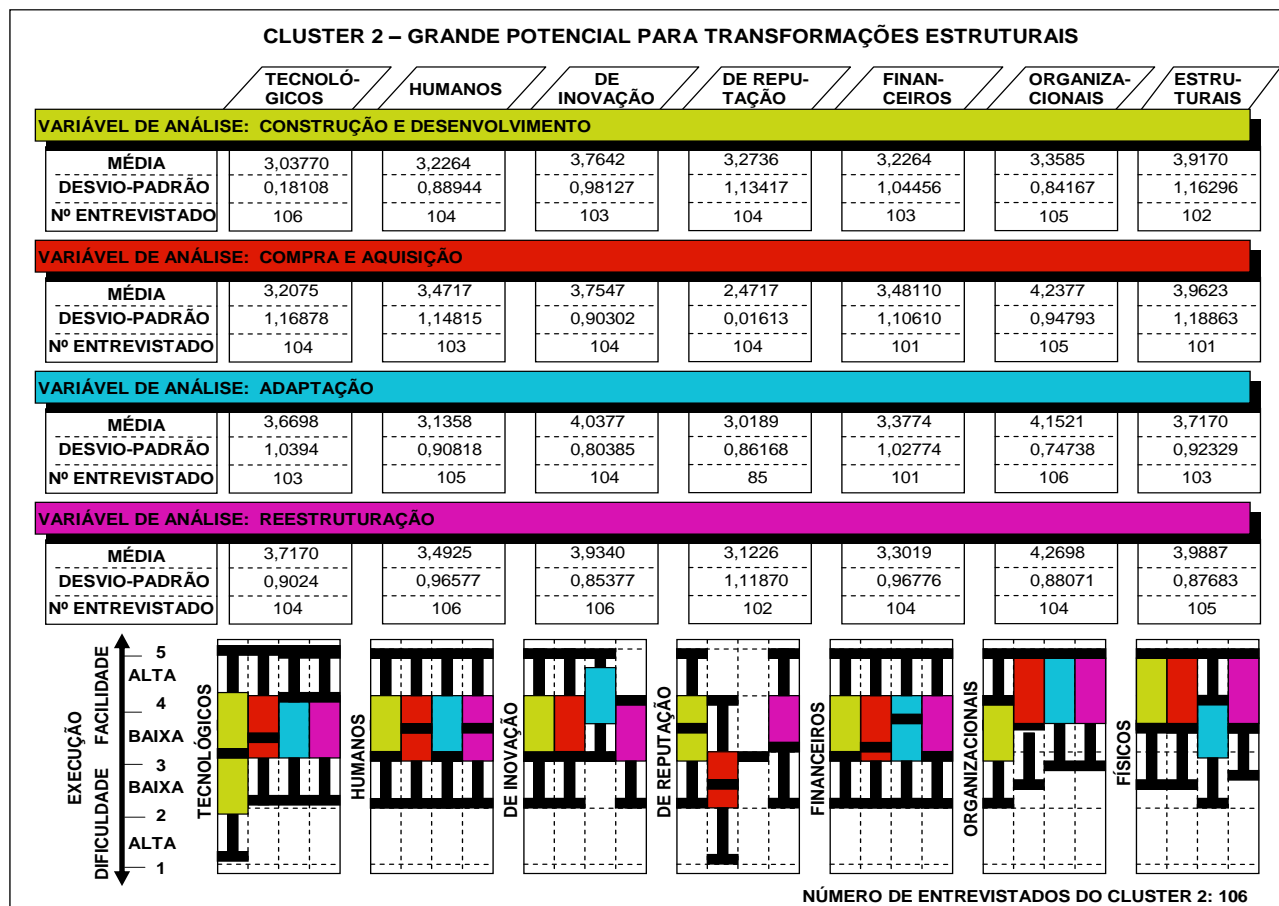 CLUSTER 2 – GRANDE POTENCIAL PARA TRANSFORMAÇÕES ESTRUTURAIS
TECNOLÓ-
GICOS
HUMANOS
DE
INOVAÇÃO
DE REPU-
TAÇÃO
FINAN-
CEIROS
ORGANIZA-
CIONAIS
ESTRU-
TURAIS
VARIÁVEL DE ANÁLISE: CONSTRUÇÃO E DESENVOLVIMENTO
MÉDIA 3,03770 3,2264 3,7642 3,2736 3,2264 3,3585 3,9170
DESVIO-PADRÃO 0,18108 0,88944 0,98127 1,13417 1,04456 0,84167 1,16296
Nº ENTREVISTADO 106 104 103 104 103 105 102
VARIÁVEL DE ANÁLISE: COMPRA E AQUISIÇÃO
MÉDIA 3,2075 3,4717 3,7547 2,4717 3,48110 4,2377 3,9623
DESVIO-PADRÃO 1,16878 1,14815 0,90302 0,01613 1,10610 0,94793 1,18863
Nº ENTREVISTADO 104 103 104 104 101 105 101
VARIÁVEL DE ANÁLISE: ADAPTAÇÃO
MÉDIA 3,6698 3,1358 4,0377 3,0189 3,3774 4,1521 3,7170
DESVIO-PADRÃO 1,0394 0,90818 0,80385 0,86168 1,02774 0,74738 0,92329
Nº ENTREVISTADO 103 105 104 85 101 106 103
VARIÁVEL DE ANÁLISE: REESTRUTURAÇÃO
MÉDIA 3,7170 3,4925 3,9340 3,1226 3,3019 4,2698 3,9887
DESVIO-PADRÃO 0,9024 0,96577 0,85377 1,11870 0,96776 0,88071 0,87683
Nº ENTREVISTADO 104 106 106 102 104 104 105
EXECUÇÃO
DIFICULDADE FACILIDADE
5
ALTA
4
BAIXA
3
BAIXA
2
ALTA
1
TECNOLÓGICOS
HUMANOS
DE INOVAÇÃO
DE REPUTAÇÃO
FINANCEIROS
ORGANIZACIONAIS
FÍSICOS
NÚMERO DE ENTREVISTADOS DO CLUSTER 2: 106